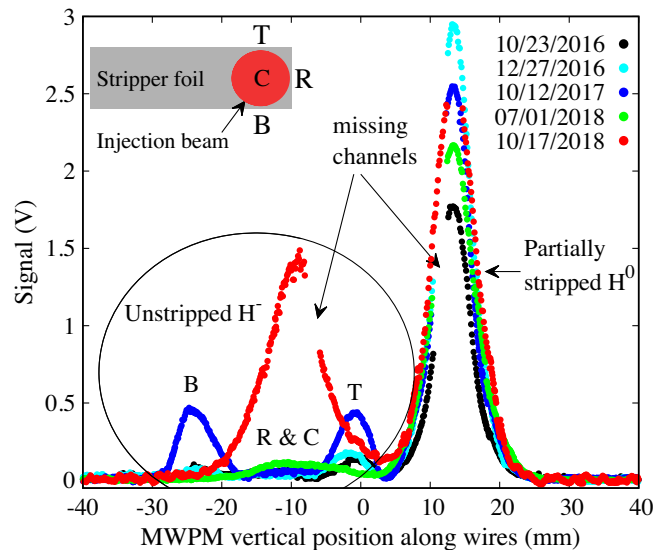 3
2.5
2
1.5
1
0.5
0
Signal (V)
T
Stripper foil
C
R
B
Injection beam
missing
channels
10/23/2016
12/27/2016
10/12/2017
07/01/2018
10/17/2018
Partially
stripped H⁰
Unstripped H⁻
B
T
R & C
-40 -30 -20 -10 0 10 20 30 40
MWPM vertical position along wires (mm)